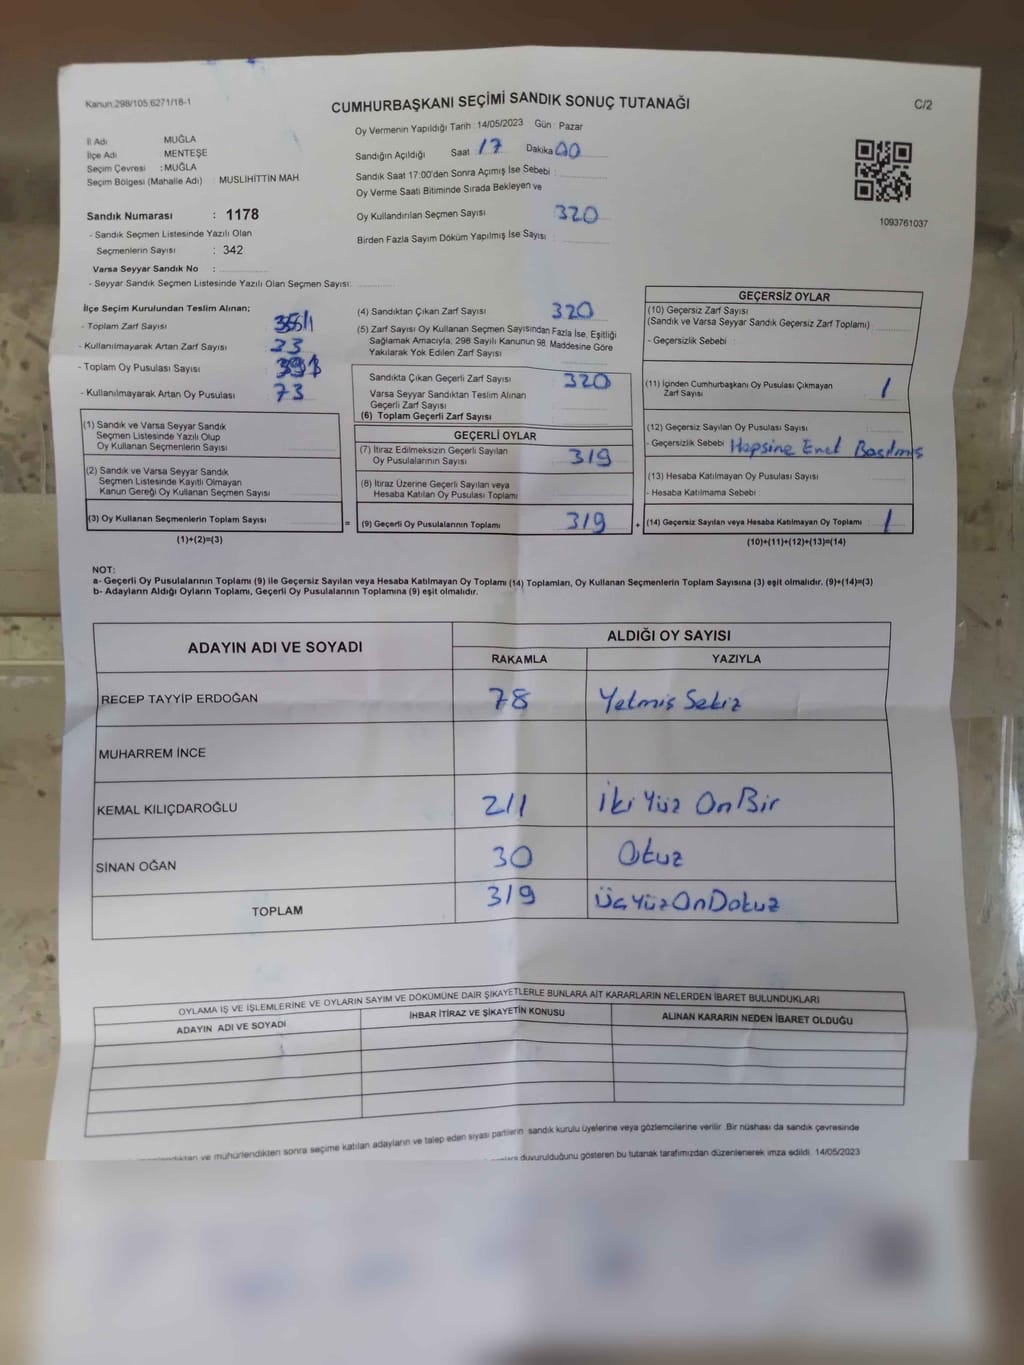 Kanun:298/105,6271/18-1
CUMHURBAŞKANI SEÇİMİ SANDIK SONUÇ TUTANAĞI
C/2
İl Adı MUĞLA
İlçe Adı MENTEŞE
Seçim Çevresi : MUĞLA
Seçim Bölgesi (Mahalle Adı) : MUSLİHİTTİN MAH.
Sandık Numarası : 1178
- Sandık Seçmen Listesinde Yazılı Olan
Seçmenlerin Sayısı : 342
Varsa Seyyar Sandık No :
- Seyyar Sandık Seçmen Listesinde Yazılı Olan Seçmen Sayısı:
Oy Vermenin Yapıldığı Tarih : 14/05/2023 Gün : Pazar
Sandığın Açıldığı Saat 17 Dakika 00
Sandık Saat 17:00'den Sonra Açımış İse Sebebi :
Oy Verme Saati Bitiminde Sırada Bekleyen ve
Oy Kullandırılan Seçmen Sayısı 320
Birden Fazla Sayım Döküm Yapılmış İse Sayısı
1093761037
İlçe Seçim Kurulundan Teslim Alınan;
- Toplam Zarf Sayısı
- Kullanılmayarak Artan Zarf Sayısı 23
- Toplam Oy Pusulası Sayısı
- Kullanılmayarak Artan Oy Pusulası 73
(1) Sandık ve Varsa Seyyar Sandık
Seçmen Listesinde Yazılı Olup
Oy Kullanan Seçmenlerin Sayısı
(2) Sandık ve Varsa Seyyar Sandık
Seçmen Listesinde Kayıtlı Olmayan
Kanun Gereği Oy Kullanan Seçmen Sayısı
(3) Oy Kullanan Seçmenlerin Toplam Sayısı =
(1)+(2)=(3)
(4) Sandıktan Çıkan Zarf Sayısı 320
(5) Zarf Sayısı Oy Kullanan Seçmen Sayısından Fazla İse, Eşitliği
Sağlamak Amacıyla, 298 Sayılı Kanunun 98. Maddesine Göre
Yakılarak Yok Edilen Zarf Sayısı
Sandıkta Çıkan Geçerli Zarf Sayısı 320
Varsa Seyyar Sandıktan Teslim Alınan
Geçerli Zarf Sayısı
(6) Toplam Geçerli Zarf Sayısı
GEÇERLİ OYLAR
(7) İtiraz Edilmeksizin Geçerli Sayılan
Oy Pusulalarının Sayısı 319
(8) İtiraz Üzerine Geçerli Sayılan veya
Hesaba Katılan Oy Pusulası Toplamı
(9) Geçerli Oy Pusulalarının Toplamı 319 +
GEÇERSİZ OYLAR
(10) Geçersiz Zarf Sayısı
(Sandık ve Varsa Seyyar Sandık Geçersiz Zarf Toplamı)
- Geçersizlik Sebebi :
(11) İçinden Cumhurbaşkanı Oy Pusulası Çıkmayan
Zarf Sayısı 1
(12) Geçersiz Sayılan Oy Pusulası Sayısı
- Geçersizlik Sebebi Hepsine Evet Basılmış
(13) Hesaba Katılmayan Oy Pusulası Sayısı
- Hesaba Katılmama Sebebi :
(14) Geçersiz Sayılan veya Hesaba Katılmayan Oy Toplamı 1
(10)+(11)+(12)+(13)=(14)
NOT:
a- Geçerli Oy Pusulalarının Toplamı (9) ile Geçersiz Sayılan veya Hesaba Katılmayan Oy Toplamı (14) Toplamları, Oy Kullanan Seçmenlerin Toplam Sayısına (3) eşit olmalıdır. (9)+(14)=(3)
b- Adayların Aldığı Oyların Toplamı, Geçerli Oy Pusulalarının Toplamına (9) eşit olmalıdır.
ADAYIN ADI VE SOYADI ALDIĞI OY SAYISI
RAKAMLA YAZIYLA
RECEP TAYYİP ERDOĞAN 78 Yetmiş Sekiz
MUHARREM İNCE
KEMAL KILIÇDAROĞLU 211 İki Yüz On Bir
SİNAN OĞAN 30 Otuz
TOPLAM 319 ÜçYüzOnDokuz
OYLAMA İŞ VE İŞLEMLERİNE VE OYLARIN SAYIM VE DÖKÜMÜNE DAİR ŞİKAYETLERLE BUNLARA AİT KARARLARIN NELERDEN İBARET BULUNDUKLARI
ADAYIN ADI VE SOYADI İHBAR İTİRAZ VE ŞİKAYETİN KONUSU ALINAN KARARIN NEDEN İBARET OLDUĞU
ve mühürlendikten sonra seçime katılan adayların ve talep eden siyasi partilerin sandık kurulu üyelerine veya gözlemcilerine verilir. Bir nüshası da sandık çevresinde
duyurulduğunu gösteren bu tutanak tarafımızdan düzenlenerek imza edildi. 14/05/2023